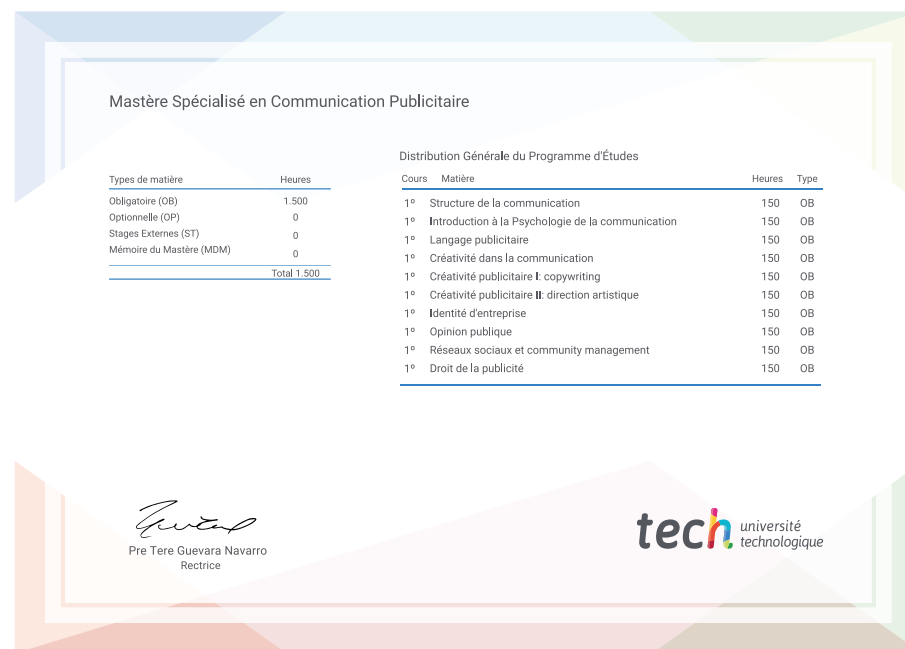 Mastère Spécialisé en Communication Publicitaire
Types de matière Heures
Obligatoire (OB) 1.500
Optionnelle (OP) 0
Stages Externes (ST) 0
Mémoire du Mastère (MDM) 0
Total 1.500
Distribution Générale du Programme d'Études
Cours Matière Heures Type
1º Structure de la communication 150 OB
1º Introduction à la Psychologie de la communication 150 OB
1º Langage publicitaire 150 OB
1º Créativité dans la communication 150 OB
1º Créativité publicitaire I: copywriting 150 OB
1º Créativité publicitaire II: direction artistique 150 OB
1º Identité d'entreprise 150 OB
1º Opinion publique 150 OB
1º Réseaux sociaux et community management 150 OB
1º Droit de la publicité 150 OB
Pre Tere Guevara Navarro
Rectrice
tech université
technologique